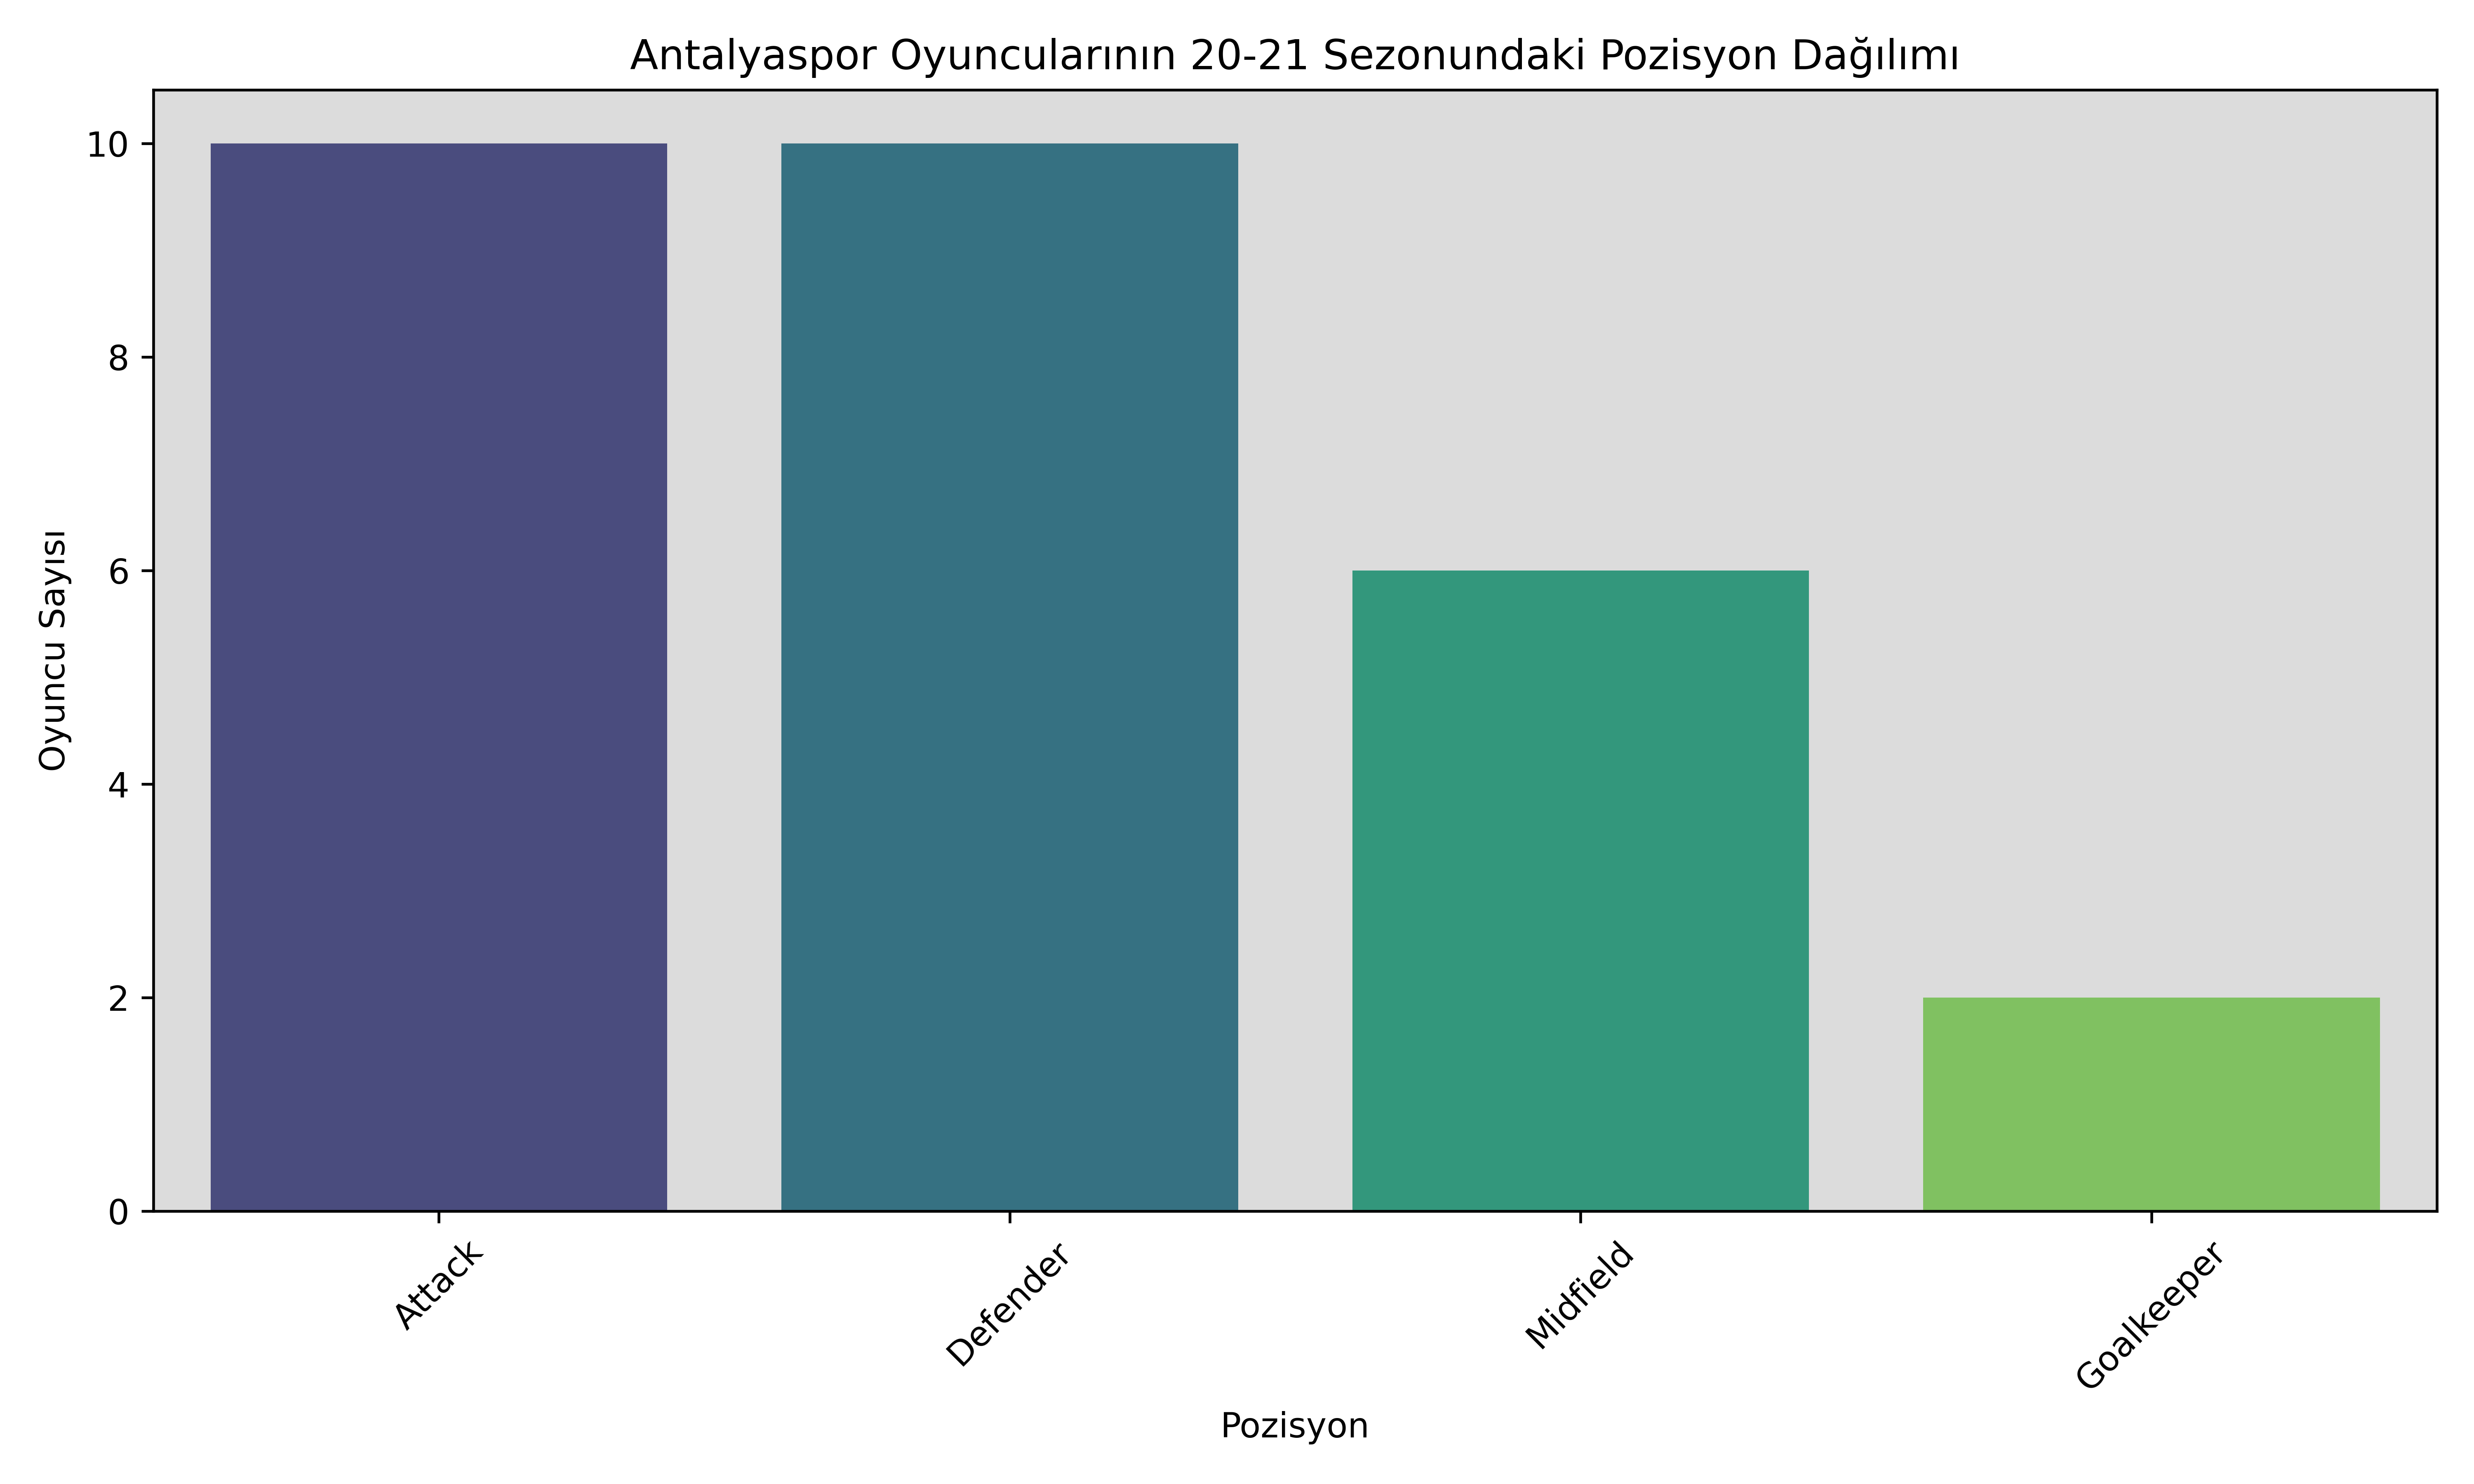 Antalyaspor Oyuncularının 20-21 Sezonundaki Pozisyon Dağılımı
Oyuncu Sayısı
10
8
6
4
2
0
Attack
Defender
Midfield
Goalkeeper
Pozisyon